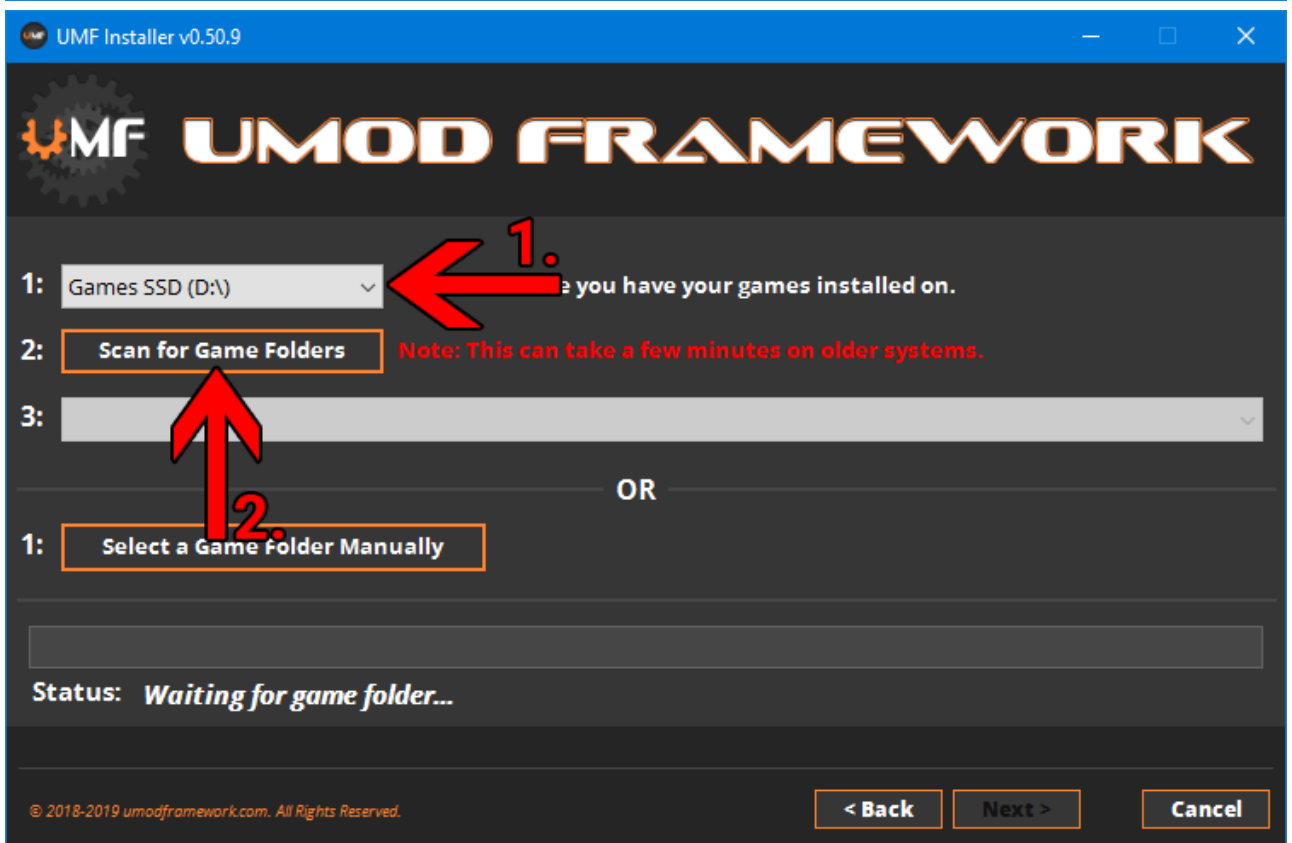 UMF Installer v0.50.9
UMF UMOD FRAMEWORK
1.
1: Games SSD (D:\) you have your games installed on.
2: Scan for Game Folders Note: This can take a few minutes on older systems.
3:
OR
2.
1: Select a Game Folder Manually
Status: Waiting for game folder...
© 2018-2019 umodframework.com. All Rights Reserved.
< Back Next > Cancel